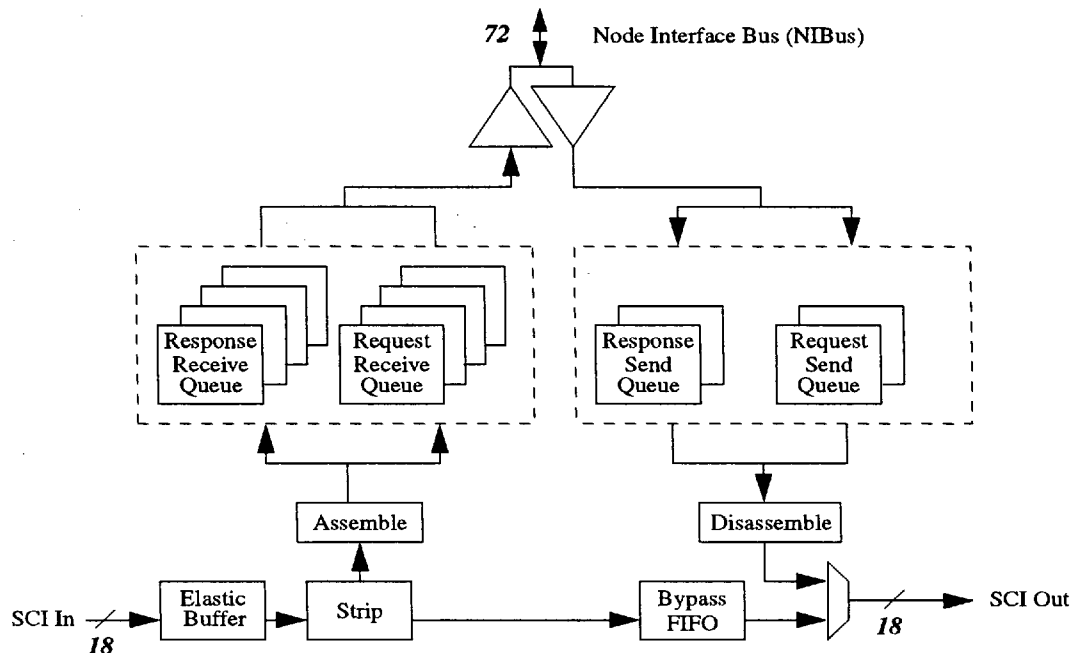 72
Node Interface Bus (NIBus)
Response
Receive
Queue
Request
Receive
Queue
Response
Send
Queue
Request
Send
Queue
Assemble
Disassemble
SCI In
18
Elastic
Buffer
Strip
Bypass
FIFO
18
SCI Out